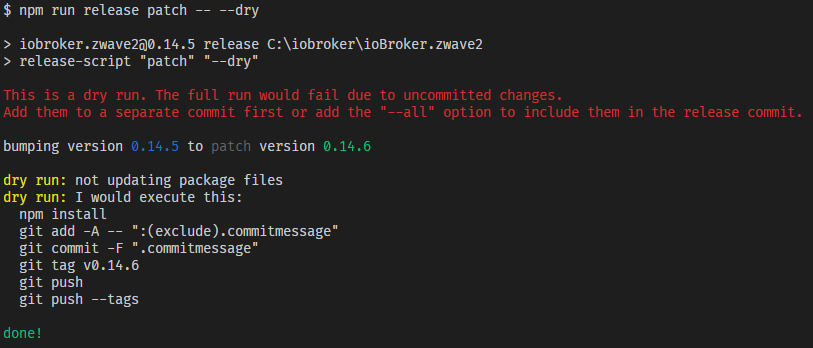 $ npm run release patch -- --dry
> iobroker.zwave2@0.14.5 release C:\iobroker\ioBroker.zwave2
> release-script "patch" "--dry"
This is a dry run. The full run would fail due to uncommitted changes.
Add them to a separate commit first or add the "--all" option to include them in the release commit.
bumping version 0.14.5 to patch version 0.14.6
dry run: not updating package files
dry run: I would execute this:
npm install
git add -A -- ":(exclude).commitmessage"
git commit -F ".commitmessage"
git tag v0.14.6
git push
git push --tags
done!